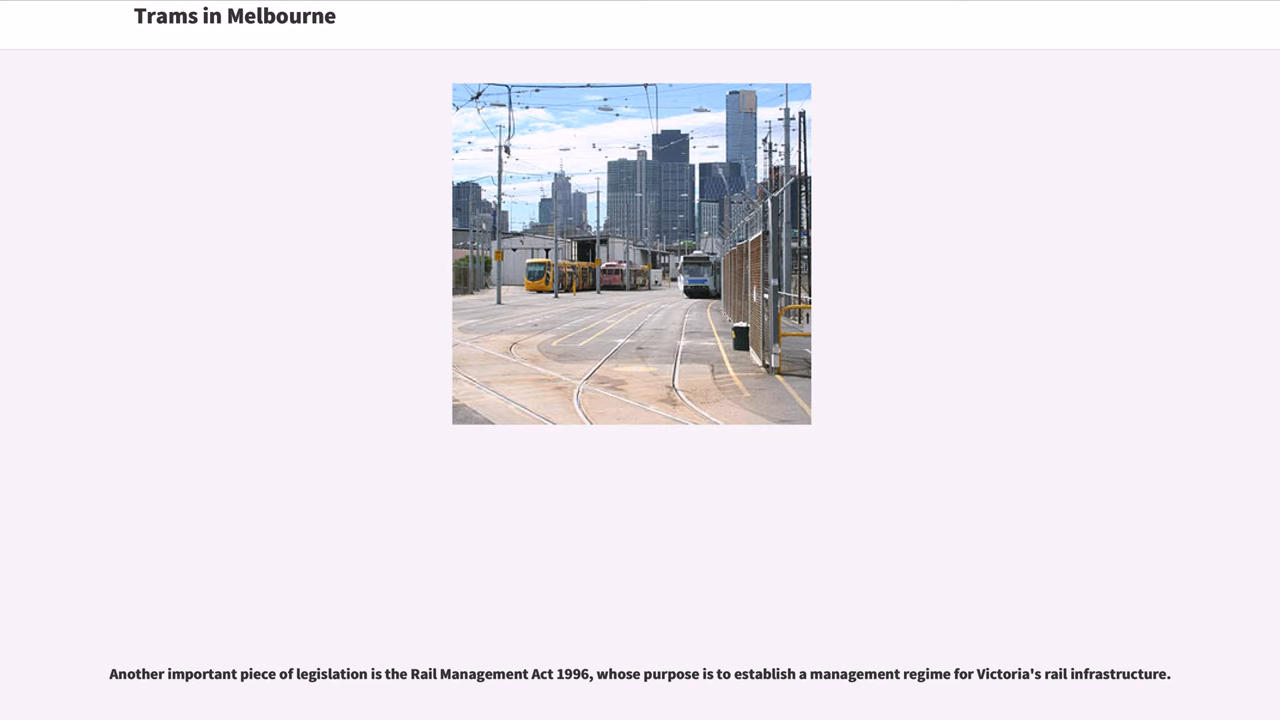 Trams in Melbourne
Another important piece of legislation is the Rail Management Act 1996, whose purpose is to establish a management regime for Victoria's rail infrastructure.